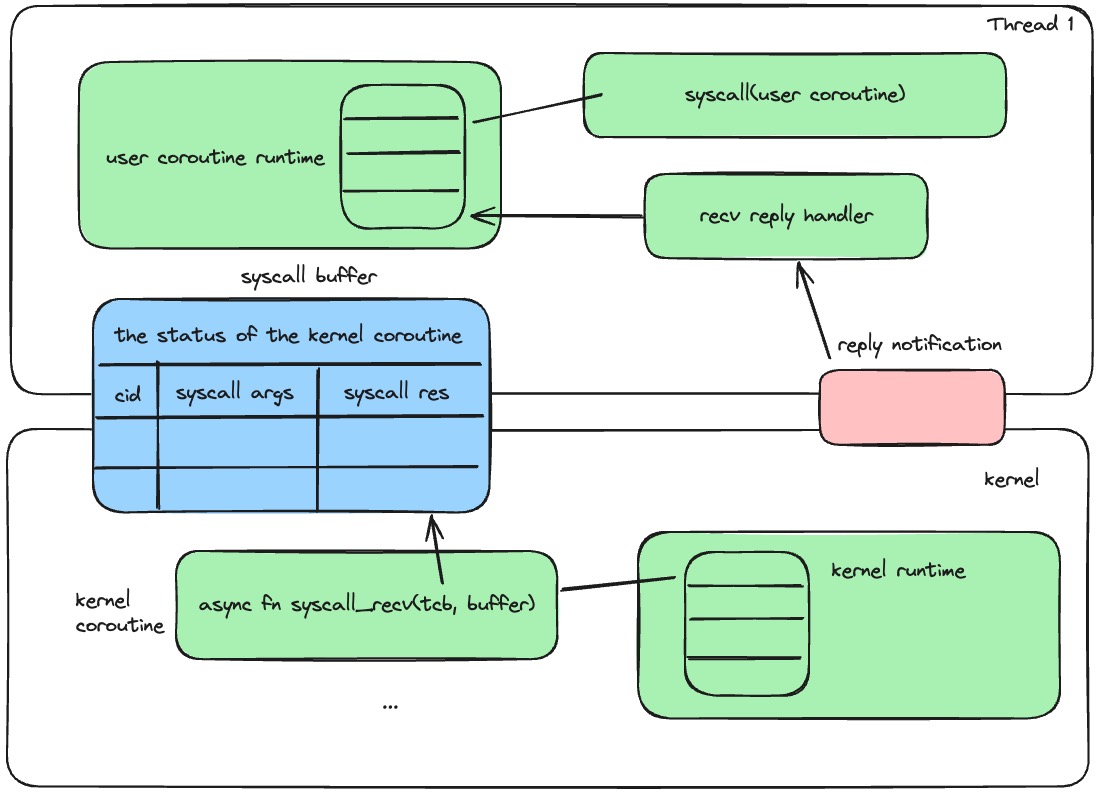 Thread 1
syscall(user coroutine)
user coroutine runtime
recv reply handler
syscall buffer
the status of the kernel coroutine
reply notification
cid
syscall args
syscall res
kernel
kernel runtime
kernel
coroutine
async fn syscall_recv(tcb, buffer)
...